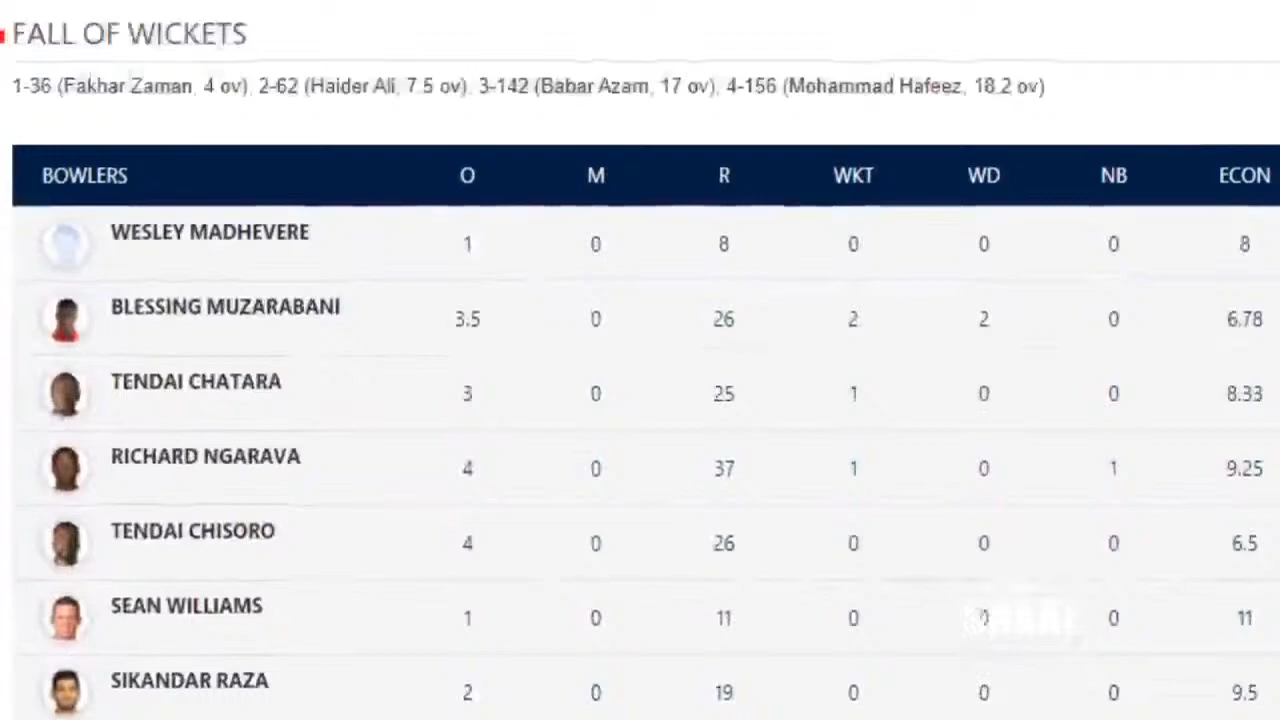 FALL OF WICKETS
1-36 (Fakhar Zaman, 4 ov), 2-62 (Haider Ali, 7.5 ov), 3-142 (Babar Azam, 17 ov), 4-156 (Mohammad Hafeez, 18.2 ov)
BOWLERS O M R WKT WD NB ECON
WESLEY MADHEVERE 1 0 8 0 0 0 8
BLESSING MUZARABANI 3.5 0 26 2 2 0 6.78
TENDAI CHATARA 3 0 25 1 0 0 8.33
RICHARD NGARAVA 4 0 37 1 0 1 9.25
TENDAI CHISORO 4 0 26 0 0 0 6.5
SEAN WILLIAMS 1 0 11 0 0 0 11
SIKANDAR RAZA 2 0 19 0 0 0 9.5